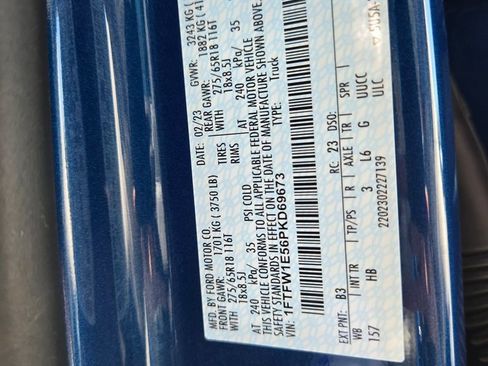 MFD. BY FORD MOTOR CO.
DATE: 02/23 GVWR: 3243 KG (
FRONT GAWR: 1701 KG ( 3750 LB) REAR GAWR: 1882 KG ( 41
WITH 275/65R18 116T TIRES WITH 275/65R18 116T
18x8.5J RIMS 18x8.5J
AT 240 kPa/ 35 PSI COLD AT 240 kPa/ 35
THIS VEHICLE CONFORMS TO ALL APPLICABLE FEDERAL MOTOR VEHICLE
SAFETY STANDARDS IN EFFECT ON THE DATE OF MANUFACTURE SHOWN ABOVE.
VIN: 1FTFW1E56PKD69673 TYPE: Truck
EXT PNT: B3 RC: 23 DSO:
WB INT TR TP/PS R AXLE TR SPR
157 HB 3 L6 G UUCC
2202302227139 ULC